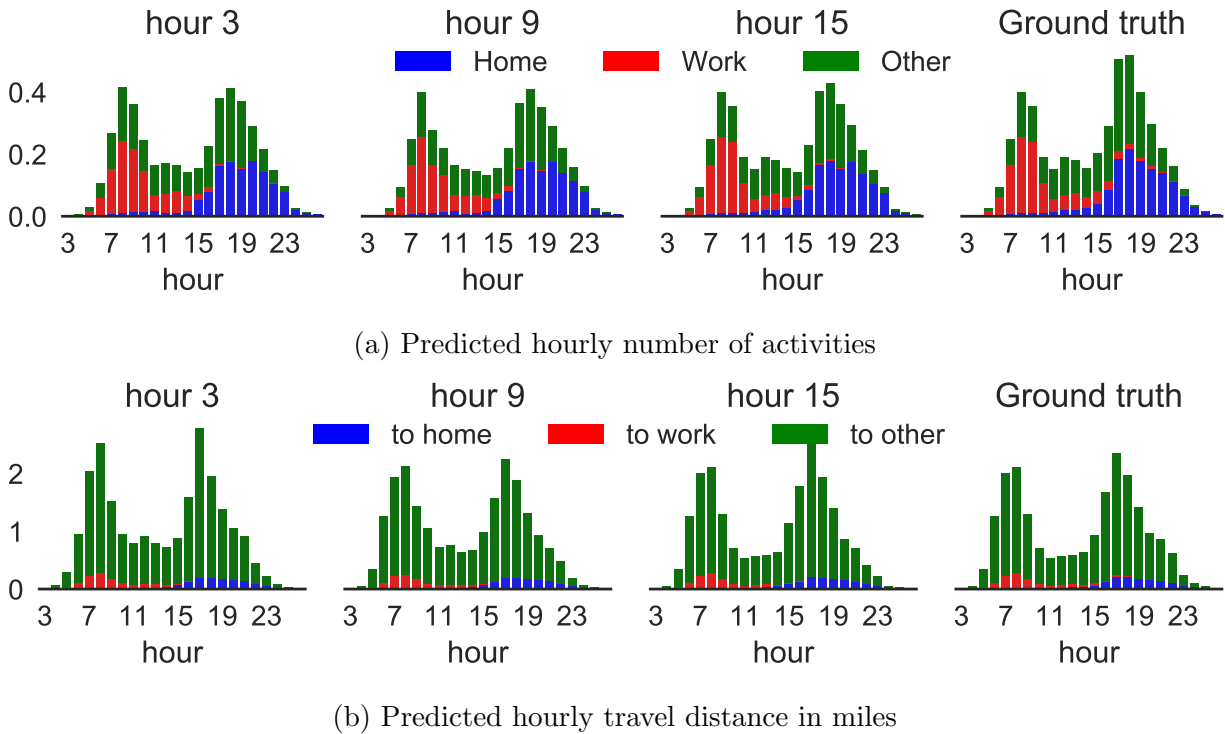 hour 3 hour 9 hour 15 Ground truth
Home Work Other
0.4
0.2
0.0
3 7 11 15 19 23 3 7 11 15 19 23 3 7 11 15 19 23 3 7 11 15 19 23
hour hour hour hour
(a) Predicted hourly number of activities
hour 3 hour 9 hour 15 Ground truth
to home to work to other
2
1
0
3 7 11 15 19 23 3 7 11 15 19 23 3 7 11 15 19 23 3 7 11 15 19 23
hour hour hour hour
(b) Predicted hourly travel distance in miles